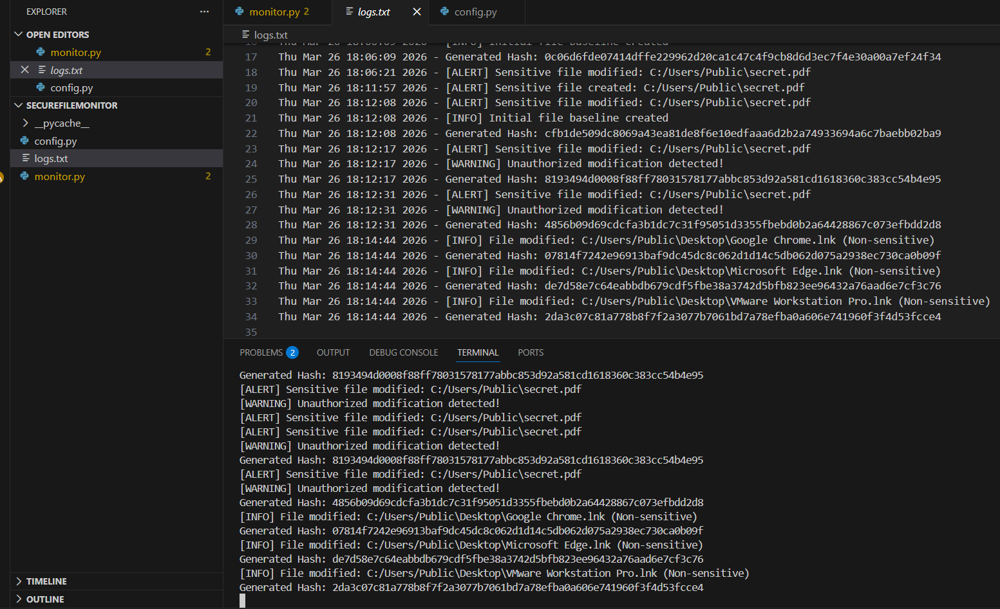 EXPLORER
···
OPEN EDITORS
monitor.py 2
logs.txt
config.py
SECUREFILEMONITOR
__pycache__
config.py
logs.txt
monitor.py 2
TIMELINE
OUTLINE
monitor.py 2 logs.txt config.py
logs.txt
16 Thu Mar 26 18:06:09 2026 - [INFO] Initial file baseline created
17 Thu Mar 26 18:06:09 2026 - Generated Hash: 0c06d6fde07414dffe229962d20ca1c47c4f9cb8d6d3ec7f4e30a00a7ef24f34
18 Thu Mar 26 18:06:21 2026 - [ALERT] Sensitive file modified: C:/Users/Public\secret.pdf
19 Thu Mar 26 18:11:57 2026 - [ALERT] Sensitive file created: C:/Users/Public\secret.pdf
20 Thu Mar 26 18:12:08 2026 - [ALERT] Sensitive file modified: C:/Users/Public\secret.pdf
21 Thu Mar 26 18:12:08 2026 - [INFO] Initial file baseline created
22 Thu Mar 26 18:12:08 2026 - Generated Hash: cfb1de509dc8069a43ea81de8f6e10edfaaa6d2b2a74933694a6c7baebb02ba9
23 Thu Mar 26 18:12:17 2026 - [ALERT] Sensitive file modified: C:/Users/Public\secret.pdf
24 Thu Mar 26 18:12:17 2026 - [WARNING] Unauthorized modification detected!
25 Thu Mar 26 18:12:17 2026 - Generated Hash: 8193494d0008f88ff78031578177abbc853d92a581cd1618360c383cc54b4e95
26 Thu Mar 26 18:12:31 2026 - [ALERT] Sensitive file modified: C:/Users/Public\secret.pdf
27 Thu Mar 26 18:12:31 2026 - [WARNING] Unauthorized modification detected!
28 Thu Mar 26 18:12:31 2026 - Generated Hash: 4856b09d69cdcfa3b1dc7c31f95051d3355fbebd0b2a64428867c073efbdd2d8
29 Thu Mar 26 18:14:44 2026 - [INFO] File modified: C:/Users/Public\Desktop\Google Chrome.lnk (Non-sensitive)
30 Thu Mar 26 18:14:44 2026 - Generated Hash: 07814f7242e96913baf9dc45dc8c062d1d14c5db062d075a2938ec730ca0b09f
31 Thu Mar 26 18:14:44 2026 - [INFO] File modified: C:/Users/Public\Desktop\Microsoft Edge.lnk (Non-sensitive)
32 Thu Mar 26 18:14:44 2026 - Generated Hash: de7d58e7c64eabbdb679cdf5fbe38a3742d5bfb823ee96432a76aad6e7cf3c76
33 Thu Mar 26 18:14:44 2026 - [INFO] File modified: C:/Users/Public\Desktop\VMware Workstation Pro.lnk (Non-sensitive)
34 Thu Mar 26 18:14:44 2026 - Generated Hash: 2da3c07c81a778b8f7f2a3077b7061bd7a78efba0a606e741960f3f4d53fcce4
35
PROBLEMS 2 OUTPUT DEBUG CONSOLE TERMINAL PORTS
Generated Hash: 8193494d0008f88ff78031578177abbc853d92a581cd1618360c383cc54b4e95
[ALERT] Sensitive file modified: C:/Users/Public\secret.pdf
[WARNING] Unauthorized modification detected!
[ALERT] Sensitive file modified: C:/Users/Public\secret.pdf
[ALERT] Sensitive file modified: C:/Users/Public\secret.pdf
[WARNING] Unauthorized modification detected!
Generated Hash: 8193494d0008f88ff78031578177abbc853d92a581cd1618360c383cc54b4e95
[ALERT] Sensitive file modified: C:/Users/Public\secret.pdf
[WARNING] Unauthorized modification detected!
Generated Hash: 4856b09d69cdcfa3b1dc7c31f95051d3355fbebd0b2a64428867c073efbdd2d8
[INFO] File modified: C:/Users/Public\Desktop\Google Chrome.lnk (Non-sensitive)
Generated Hash: 07814f7242e96913baf9dc45dc8c062d1d14c5db062d075a2938ec730ca0b09f
[INFO] File modified: C:/Users/Public\Desktop\Microsoft Edge.lnk (Non-sensitive)
Generated Hash: de7d58e7c64eabbdb679cdf5fbe38a3742d5bfb823ee96432a76aad6e7cf3c76
[INFO] File modified: C:/Users/Public\Desktop\VMware Workstation Pro.lnk (Non-sensitive)
Generated Hash: 2da3c07c81a778b8f7f2a3077b7061bd7a78efba0a606e741960f3f4d53fcce4